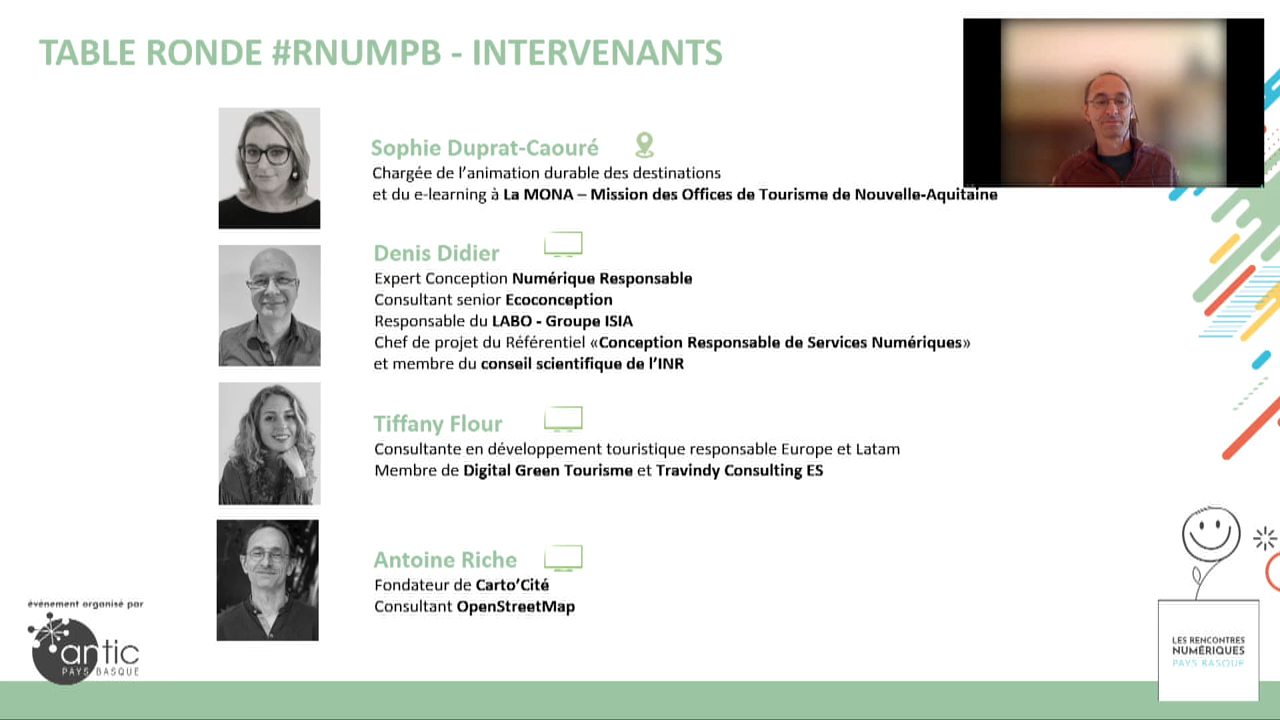 TABLE RONDE #RNUMPB - INTERVENANTS
Sophie Duprat-Caouré
Chargée de l'animation durable des destinations
et du e-learning à La MONA – Mission des Offices de Tourisme de Nouvelle-Aquitaine
Denis Didier
Expert Conception Numérique Responsable
Consultant senior Ecoconception
Responsable du LABO - Groupe ISIA
Chef de projet du Référentiel «Conception Responsable de Services Numériques»
et membre du conseil scientifique de l'INR
Tiffany Flour
Consultante en développement touristique responsable Europe et Latam
Membre de Digital Green Tourisme et Travindy Consulting ES
Antoine Riche
Fondateur de Carto'Cité
Consultant OpenStreetMap
événement organisé par
antic
PAYS BASQUE
LES RENCONTRES
NUMÉRIQUES
PAYS BASQUE